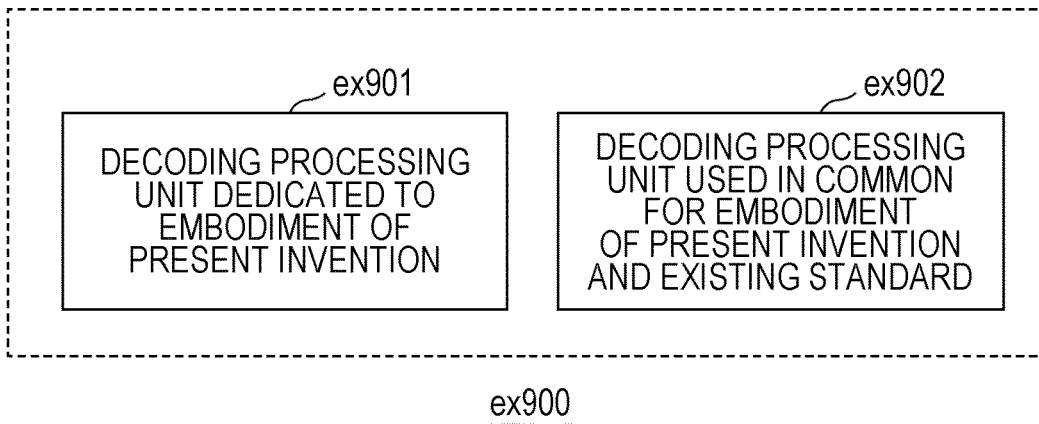 ex901
DECODING PROCESSING
UNIT DEDICATED TO
EMBODIMENT OF
PRESENT INVENTION
ex902
DECODING PROCESSING
UNIT USED IN COMMON
FOR EMBODIMENT
OF PRESENT INVENTION
AND EXISTING STANDARD
ex900